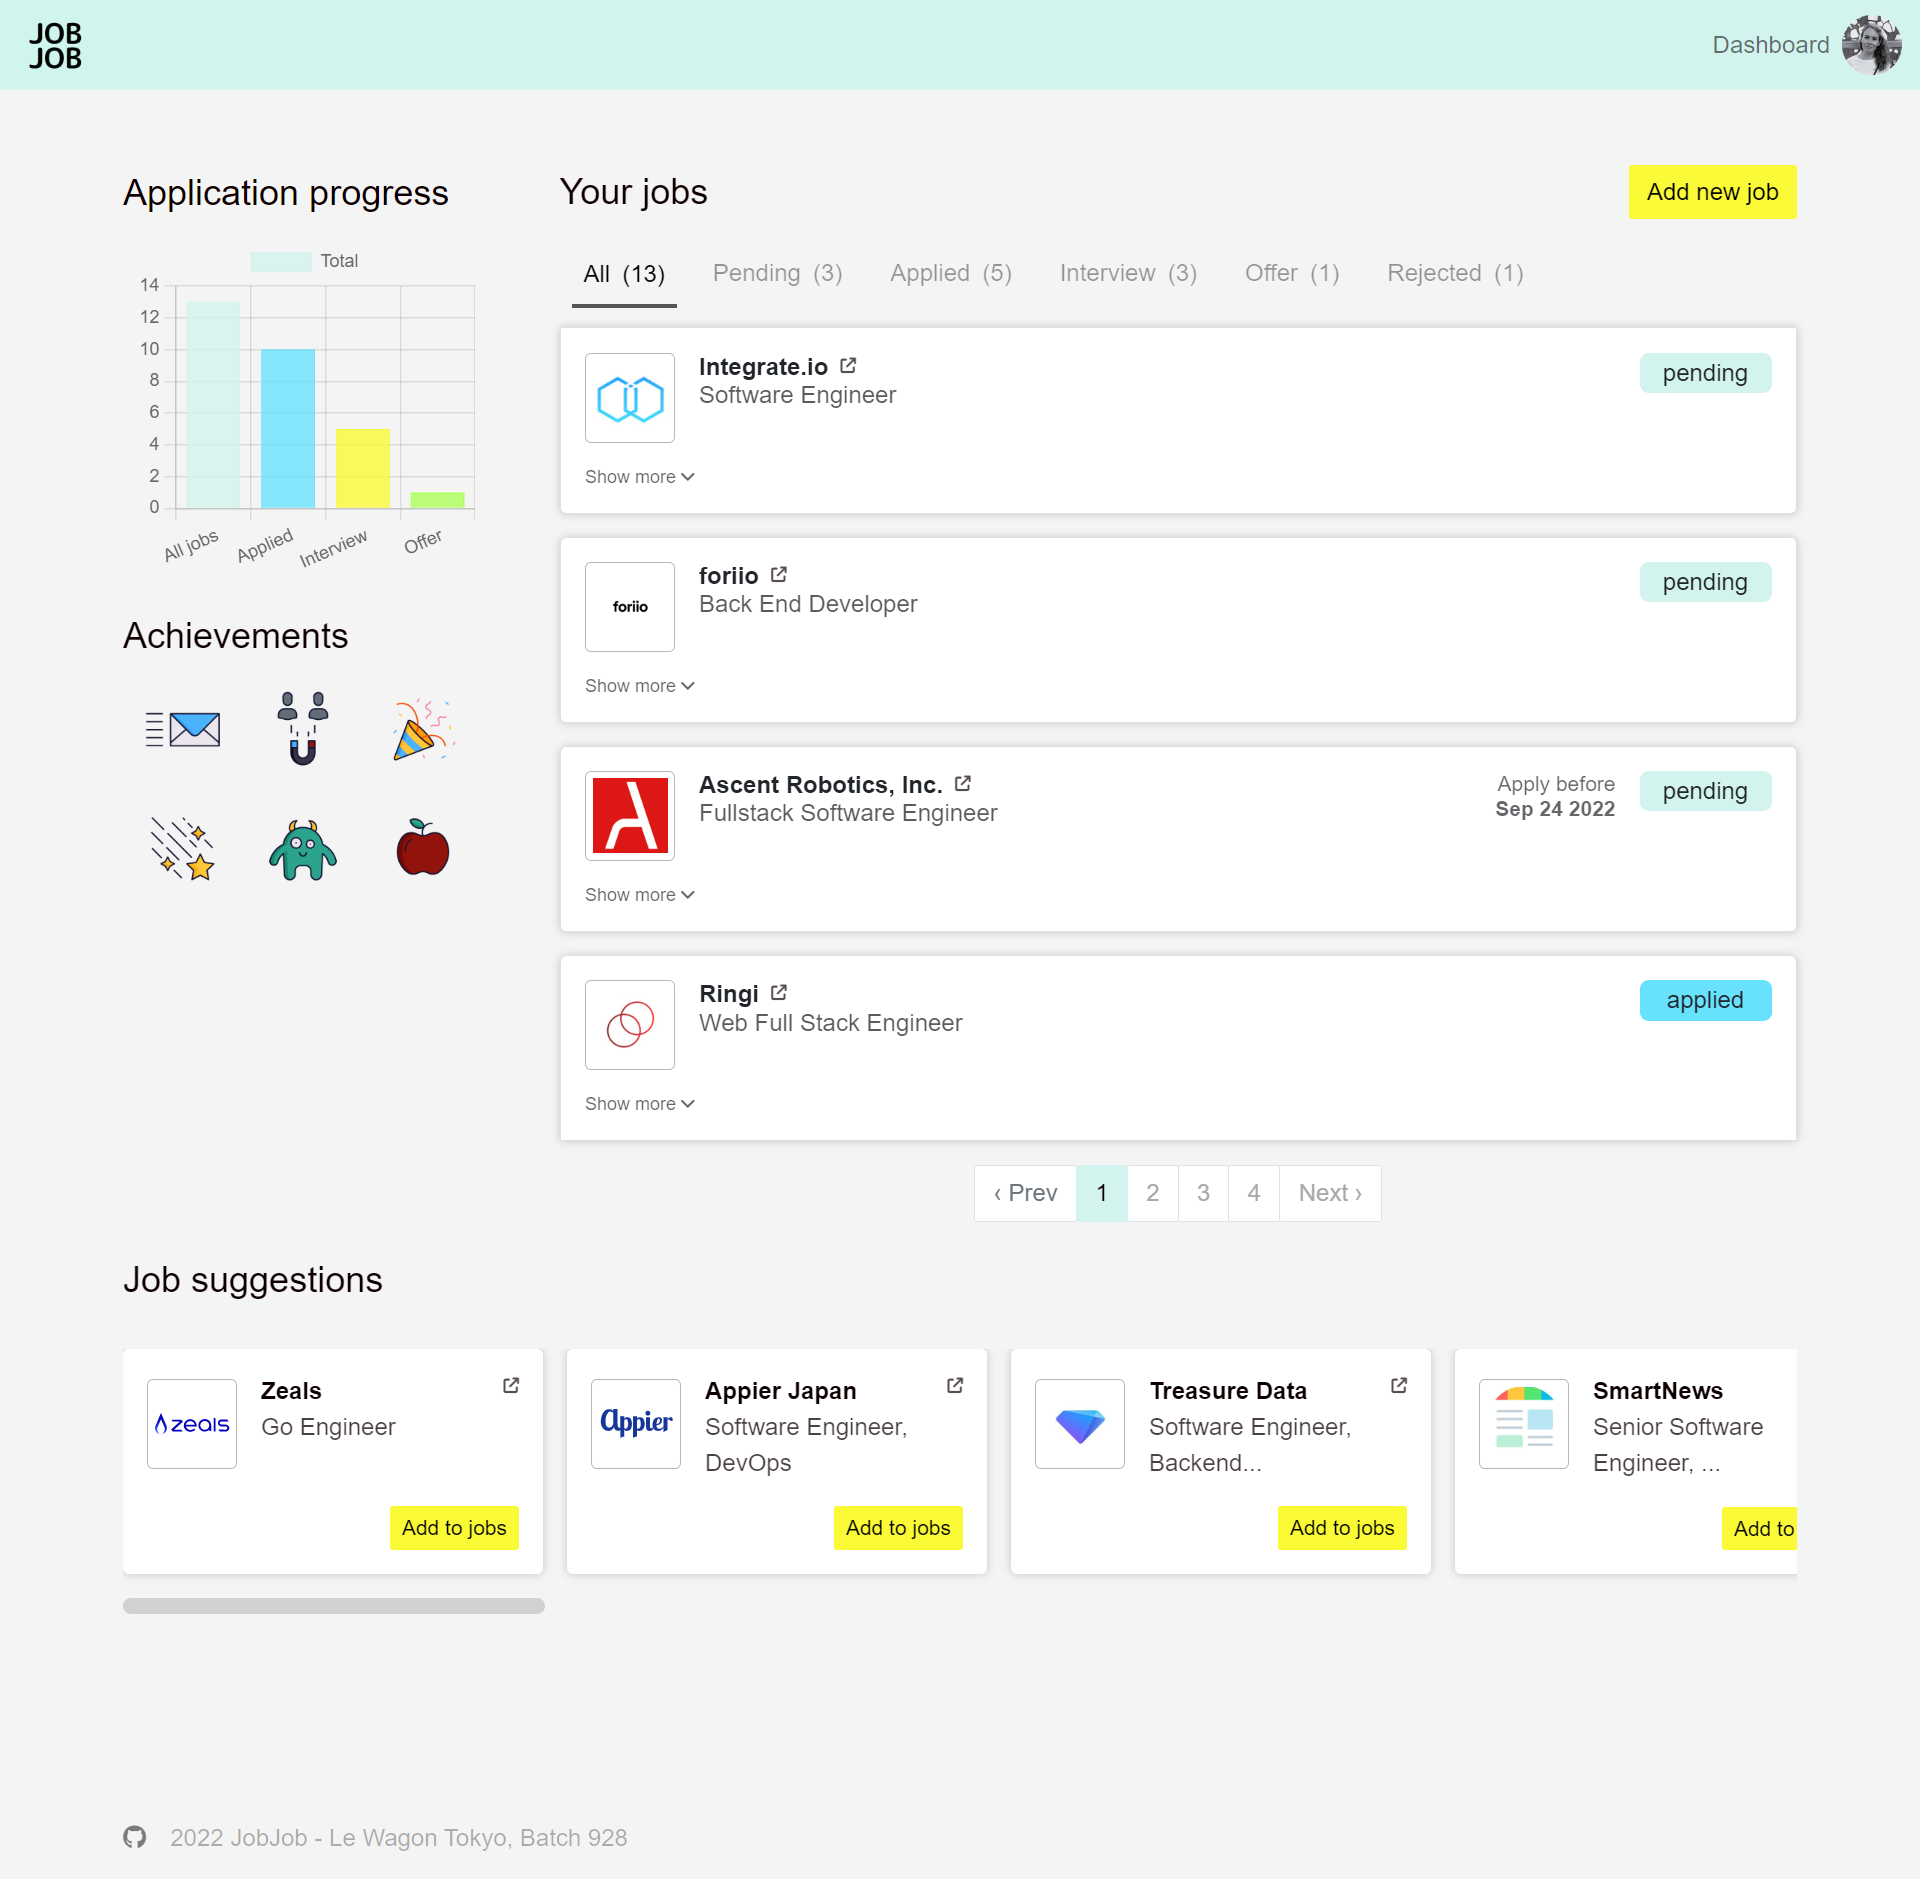 JOB
JOB
Dashboard
Application progress
Total
14
12
10
8
6
4
2
0
All jobs
Applied
Interview
Offer
Achievements
Your jobs
Add new job
All (13)
Pending (3)
Applied (5)
Interview (3)
Offer (1)
Rejected (1)
Integrate.io
Software Engineer
pending
Show more
foriio
foriio
Back End Developer
pending
Show more
Ascent Robotics, Inc.
Fullstack Software Engineer
Apply before
Sep 24 2022
pending
Show more
Ringi
Web Full Stack Engineer
applied
Show more
‹ Prev
1
2
3
4
Next ›
Job suggestions
zeals
Zeals
Go Engineer
Add to jobs
Appier
Appier Japan
Software Engineer,
DevOps
Add to jobs
Treasure Data
Software Engineer,
Backend...
Add to jobs
SmartNews
Senior Software
Engineer, ...
Add to
2022 JobJob - Le Wagon Tokyo, Batch 928